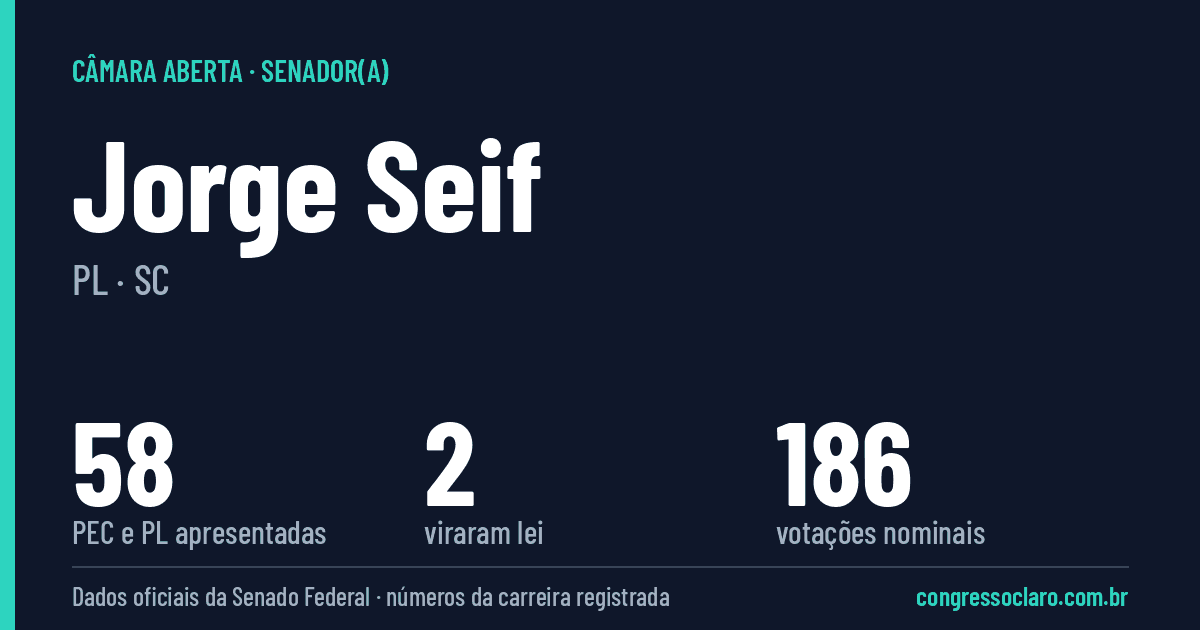 CÂMARA ABERTA · SENADOR(A)
Jorge Seif
PL · SC
58
PEC e PL apresentadas
2
viraram lei
186
votações nominais
Dados oficiais da Senado Federal · números da carreira registrada
congressoclaro.com.br